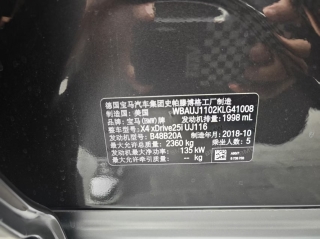 德国宝马汽车集团史帕滕博格工厂制造
制造国：美国 WBAUJ1102KLG41008
品牌：宝马(BMW)牌 发动机排量：1998 mL
整车型号：X4 xDrive25i UJ116
发动机型号：B48B20A 制造年月：2018-10
最大允许总质量：2360 kg 乘坐人数：5
发动机最大净功率：135 kW
最大允许牵引质量：-- kg